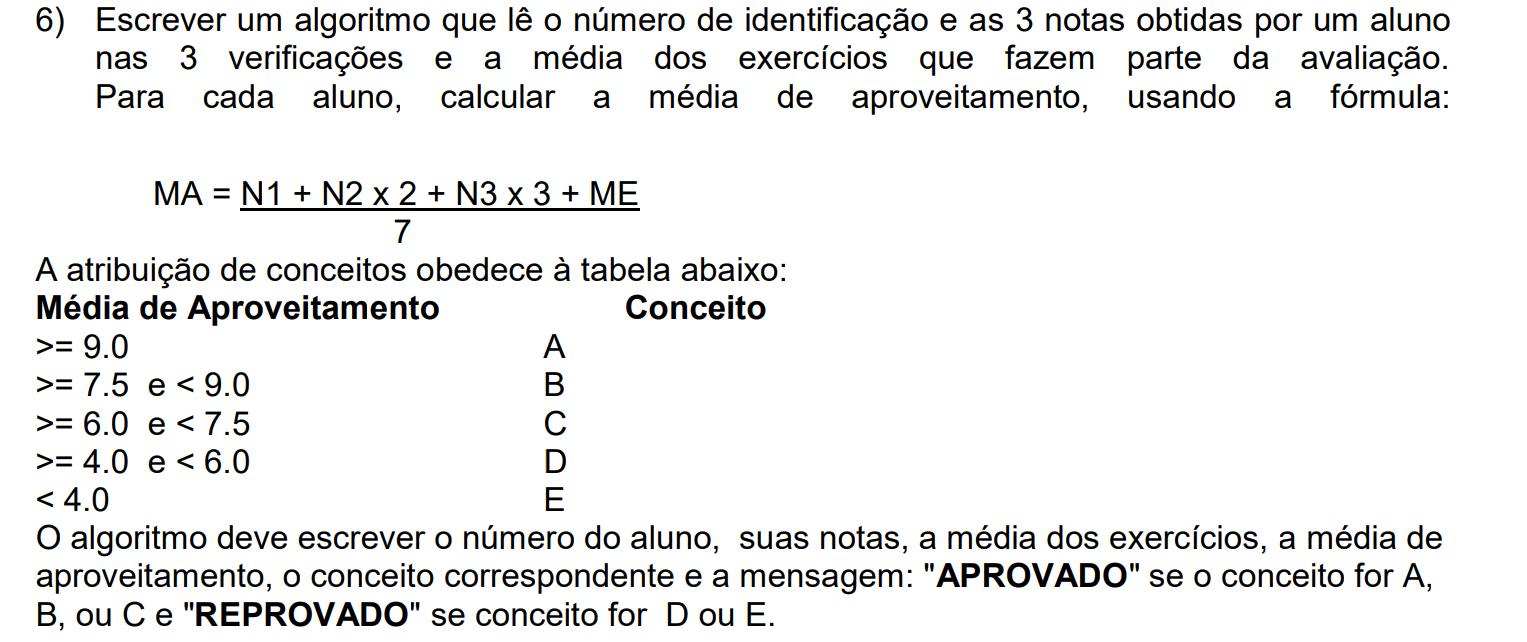 6) Escrever um algoritmo que lê o número de identificação e as 3 notas obtidas por um aluno
nas 3 verificações e a média dos exercícios que fazem parte da avaliação.
Para cada aluno, calcular a média de aproveitamento, usando a fórmula:
MA = N1 + N2 x 2 + N3 x 3 + ME
7
A atribuição de conceitos obedece à tabela abaixo:
Média de Aproveitamento Conceito
>= 9.0 A
>= 7.5 e < 9.0 B
>= 6.0 e < 7.5 C
>= 4.0 e < 6.0 D
< 4.0 E
O algoritmo deve escrever o número do aluno, suas notas, a média dos exercícios, a média de
aproveitamento, o conceito correspondente e a mensagem: "APROVADO" se o conceito for A,
B, ou C e "REPROVADO" se conceito for D ou E.